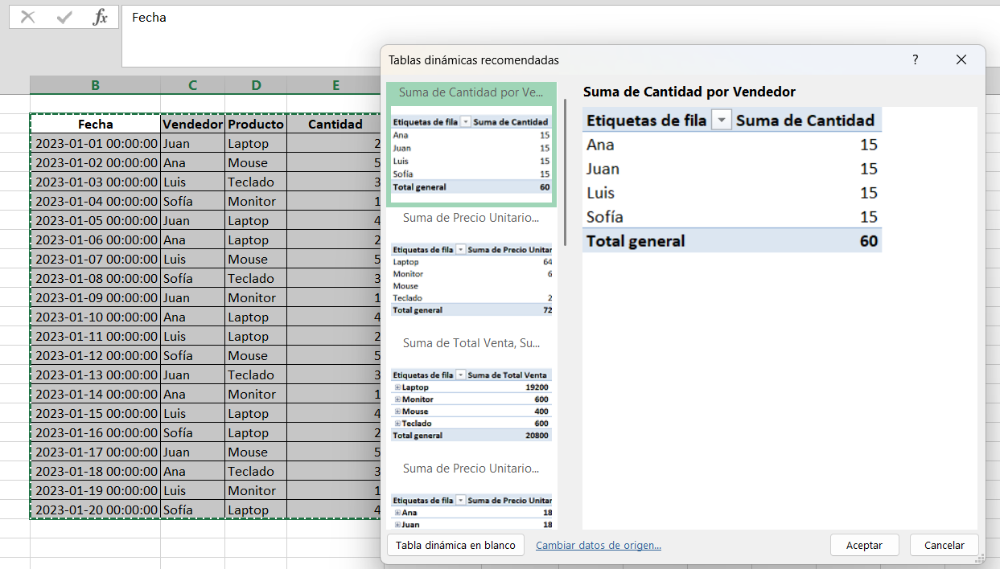 fx Fecha
B C D E
Fecha Vendedor Producto Cantidad
2023-01-01 00:00:00 Juan Laptop 2
2023-01-02 00:00:00 Ana Mouse 5
2023-01-03 00:00:00 Luis Teclado 3
2023-01-04 00:00:00 Sofía Monitor 1
2023-01-05 00:00:00 Juan Laptop 4
2023-01-06 00:00:00 Ana Laptop 2
2023-01-07 00:00:00 Luis Mouse 5
2023-01-08 00:00:00 Sofía Teclado 3
2023-01-09 00:00:00 Juan Monitor 1
2023-01-10 00:00:00 Ana Laptop 4
2023-01-11 00:00:00 Luis Laptop 2
2023-01-12 00:00:00 Sofía Mouse 5
2023-01-13 00:00:00 Juan Teclado 3
2023-01-14 00:00:00 Ana Monitor 1
2023-01-15 00:00:00 Luis Laptop 4
2023-01-16 00:00:00 Sofía Laptop 2
2023-01-17 00:00:00 Juan Mouse 5
2023-01-18 00:00:00 Ana Teclado 3
2023-01-19 00:00:00 Luis Monitor 1
2023-01-20 00:00:00 Sofía Laptop 4
Tablas dinámicas recomendadas ?
Suma de Cantidad por Ve...
Etiquetas de fila Suma de Cantidad
Ana 15
Juan 15
Luis 15
Sofía 15
Total general 60
Suma de Precio Unitario...
Etiquetas de fila Suma de Precio Unitar
Laptop 64
Monitor 6
Mouse
Teclado 2
Total general 72
Suma de Total Venta, Su...
Etiquetas de fila Suma de Total Venta
Laptop 19200
Monitor 600
Mouse 400
Teclado 600
Total general 20800
Suma de Precio Unitario...
Etiquetas de fila Suma de Precio Unitar
Ana 18
Juan 18
Suma de Cantidad por Vendedor
Etiquetas de fila Suma de Cantidad
Ana 15
Juan 15
Luis 15
Sofía 15
Total general 60
Tabla dinámica en blanco Cambiar datos de origen... Aceptar Cancelar